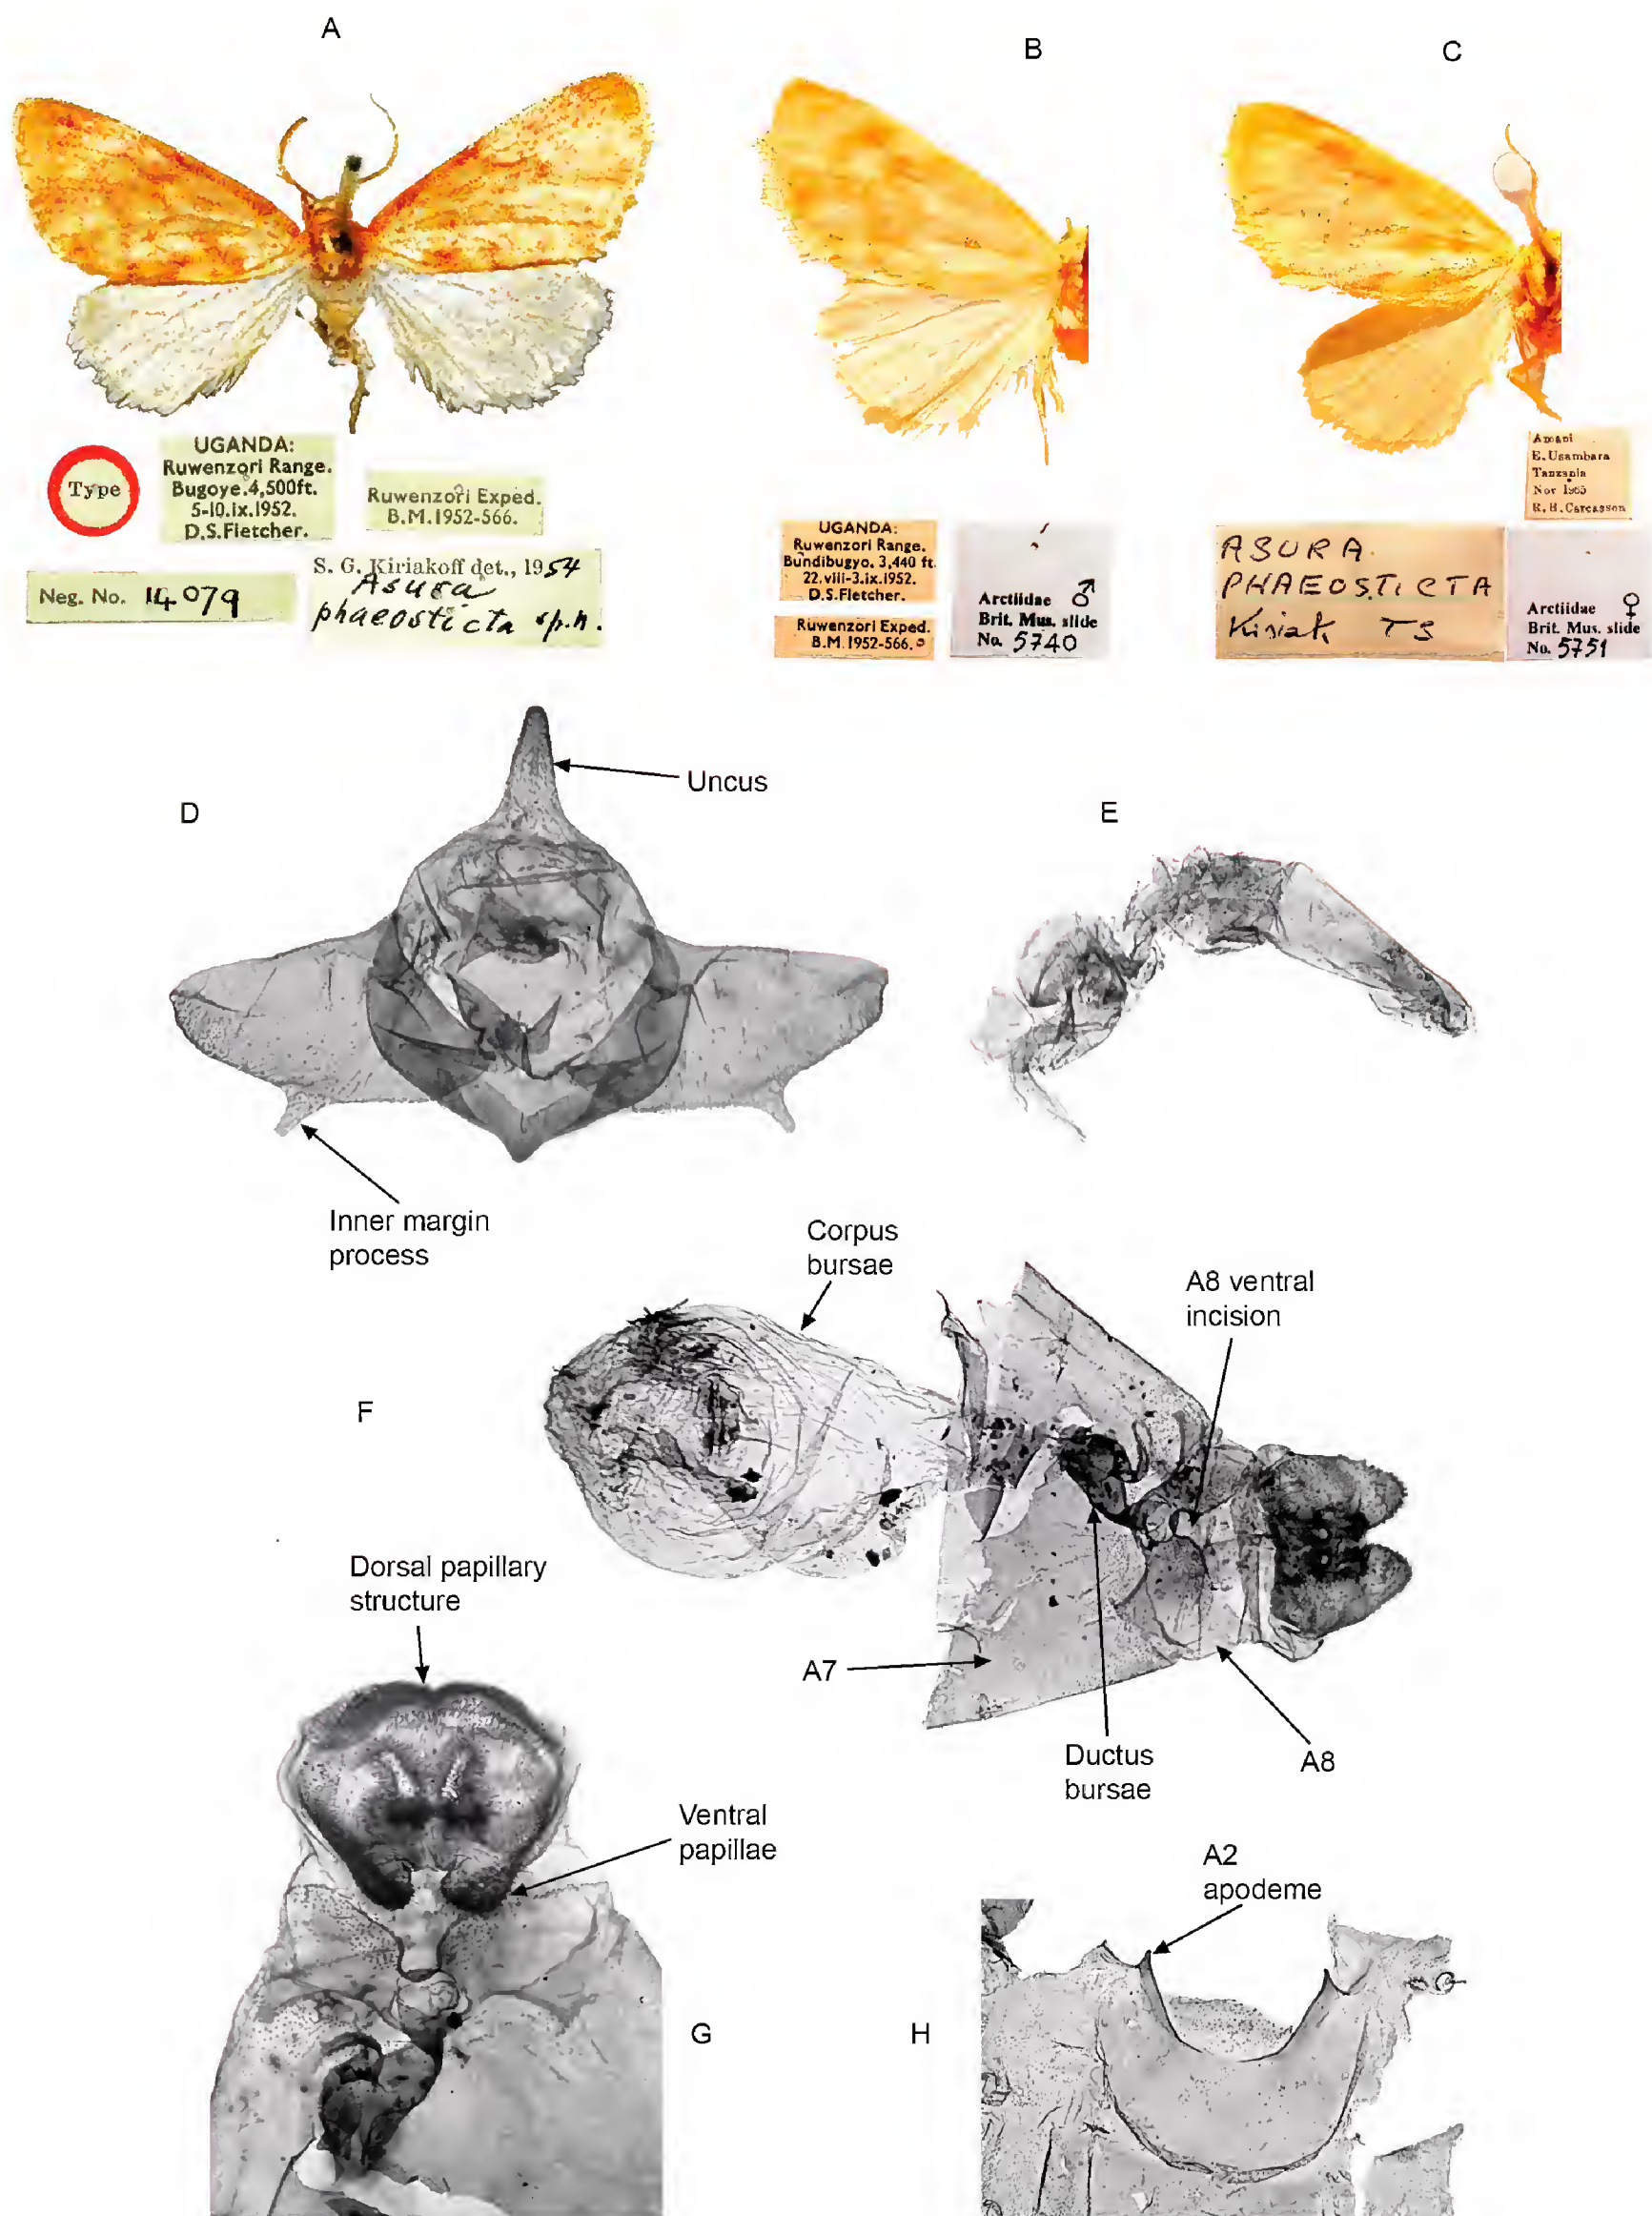 A
B
C
Type
UGANDA:
Ruwenzori Range.
Bugoye.4,500ft.
5-10.ix.1952.
D.S.Fletcher.
Ruwenzori Exped.
B.M.1952-566.
Neg. No. 14079
S. G. Kiriakoff det., 1954
Asura
phaeosticta sp.n.
UGANDA:
Ruwenzori Range.
Bundibugyo. 3,440 ft.
22.viii-3.ix.1952.
D.S.Fletcher.
Ruwenzori Exped.
B.M.1952-566.
Arctiidae ♂
Brit. Mus. slide
No. 5740
Amani
E. Usambara
Tanzania
Nov 1965
R. H. Carcasson
ASURA
PHAEOSTICTA
Kiriak TS
Arctiidae ♀
Brit. Mus. slide
No. 5751
D
Uncus
E
Inner margin
process
Corpus
bursae
A8 ventral
incision
F
Dorsal papillary
structure
A7
Ductus
bursae
A8
Ventral
papillae
A2
apodeme
G
H